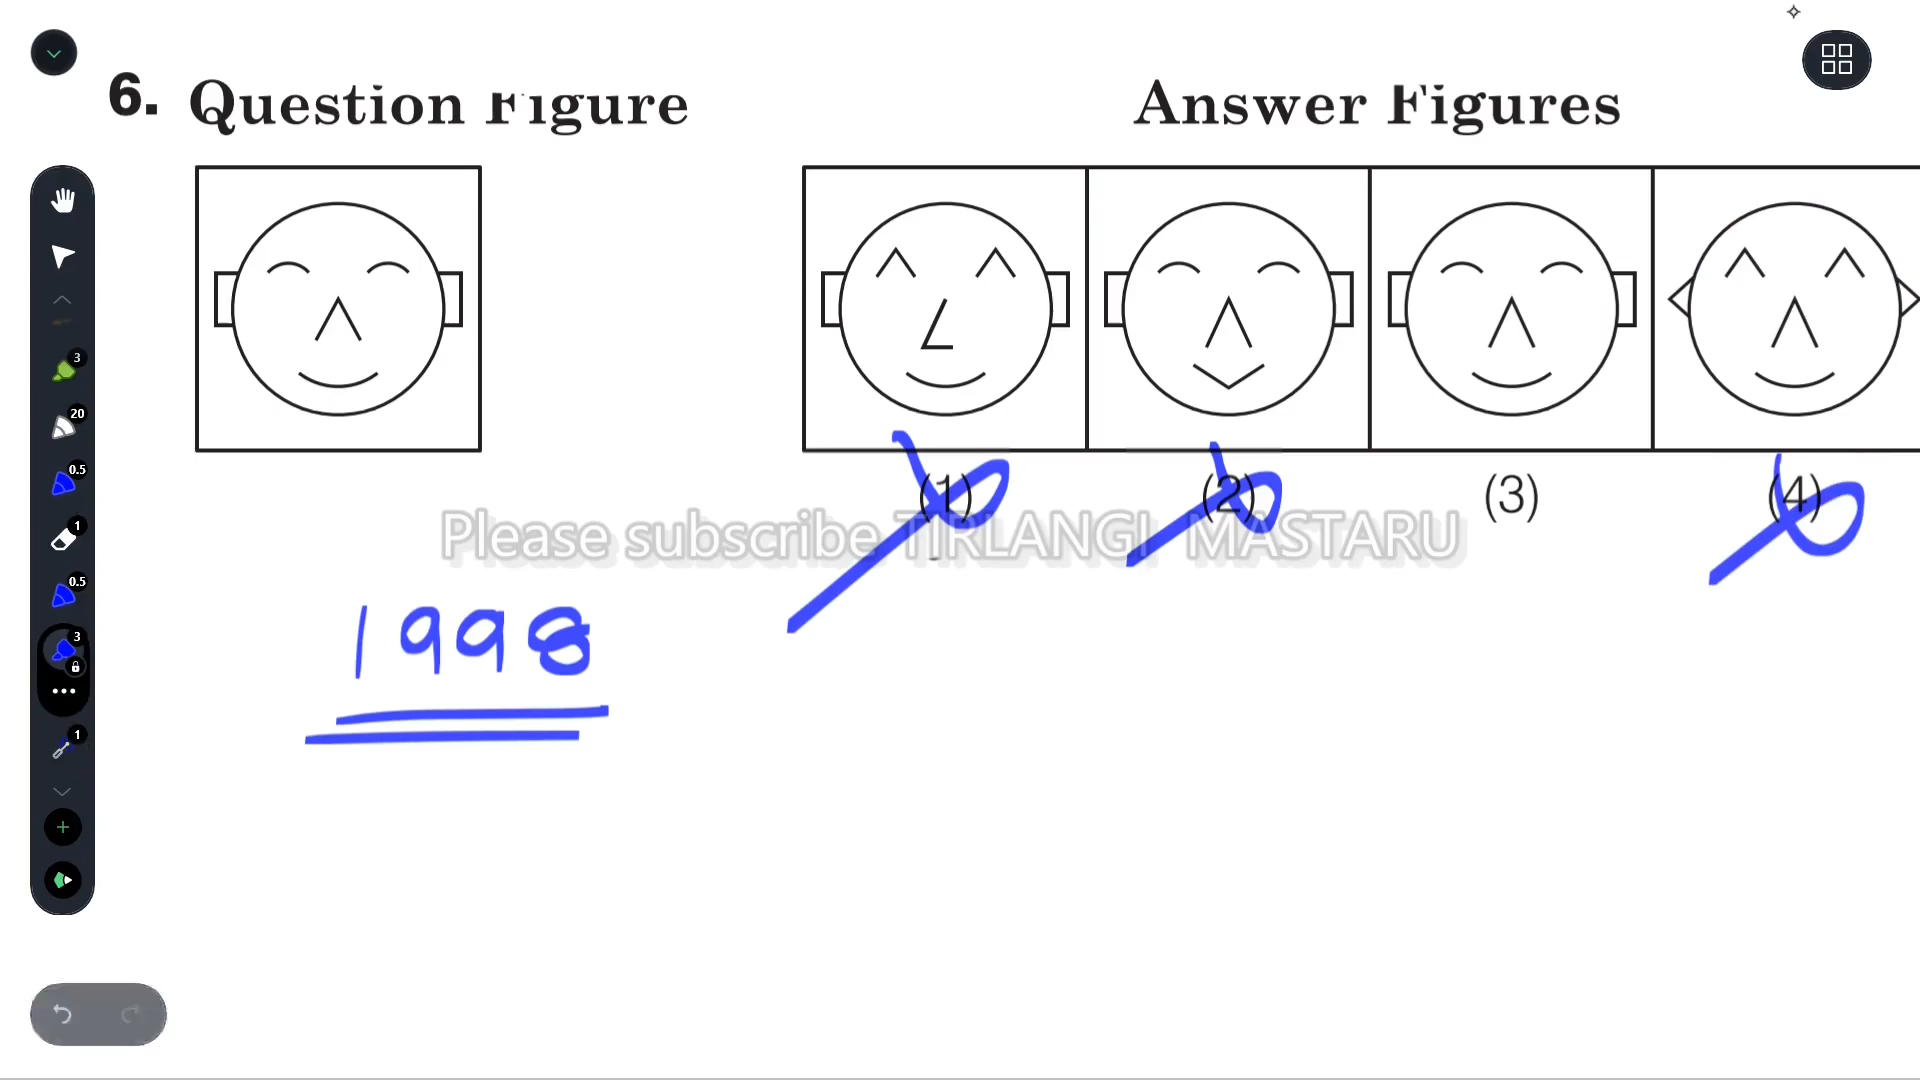 6. Question Figure
Answer Figures
(1) (2) (3) (4)
Please subscribe TIRLANGI MASTARU
1998
3
20
0.5
1
0.5
3
1